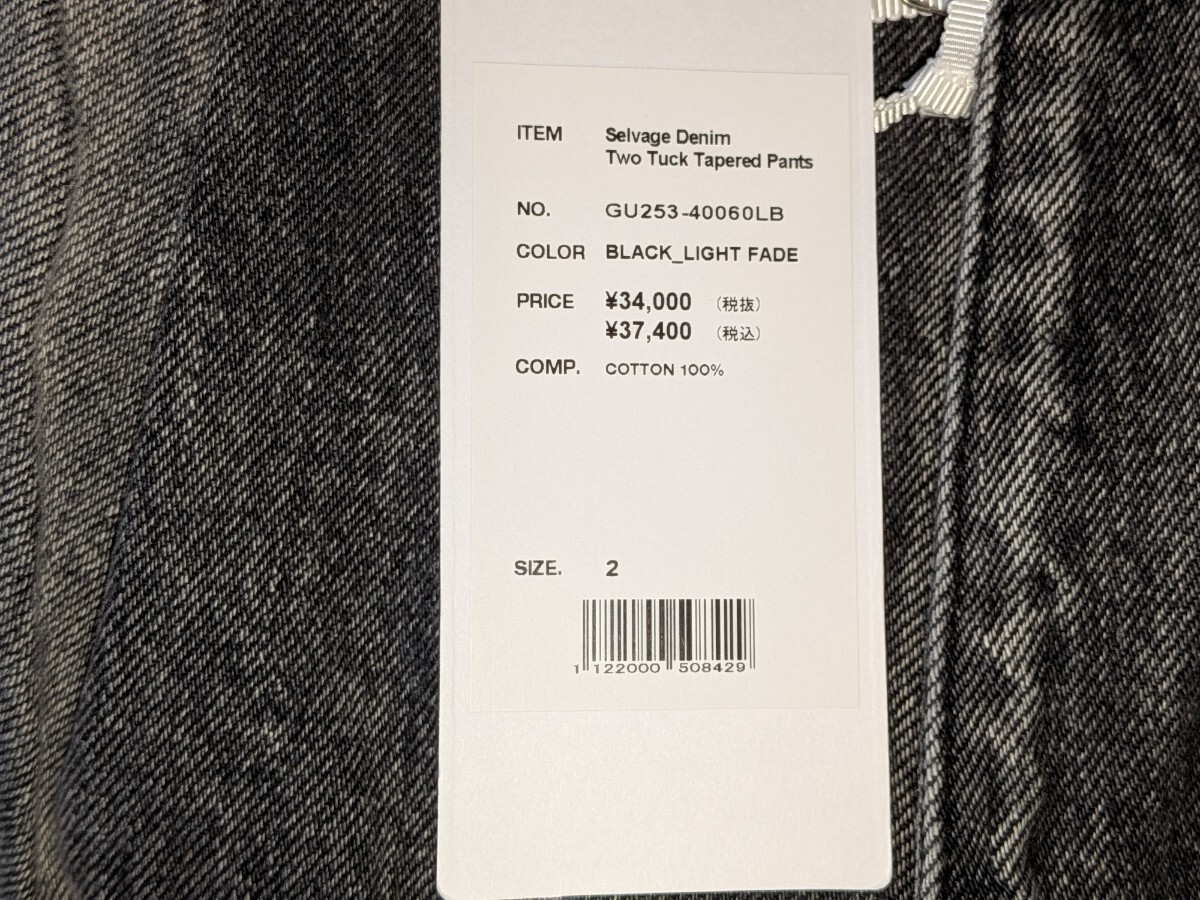 ITEM Selvage Denim
Two Tuck Tapered Pants
NO. GU253-40060LB
COLOR BLACK_LIGHT FADE
PRICE ¥34,000 (税抜)
¥37,400 (税込)
COMP. COTTON 100%
SIZE. 2
1 122000 508429